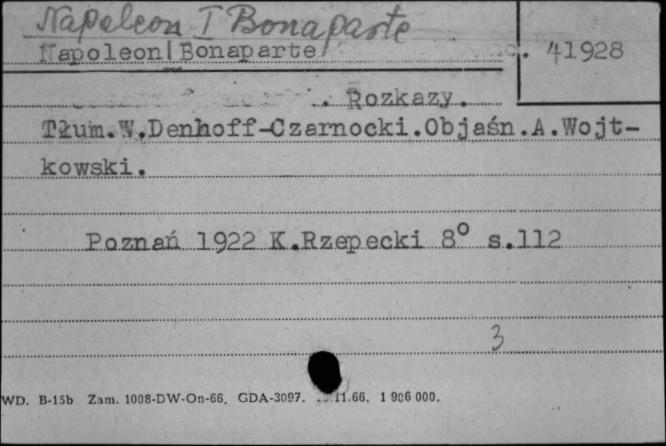 Napoleon I Bonaparte
Napoleon Bonaparte
41928
. Rozkazy.
Tłum.W.Denhoff-Czarnocki.Objaśn.A.Wojt-
kowski.
Poznań 1922 K.Rzepecki 8° s.112
3
WD. B-15b Zam. 1008-DW-On-66. GDA-3097. 11.66. 1 906 000.